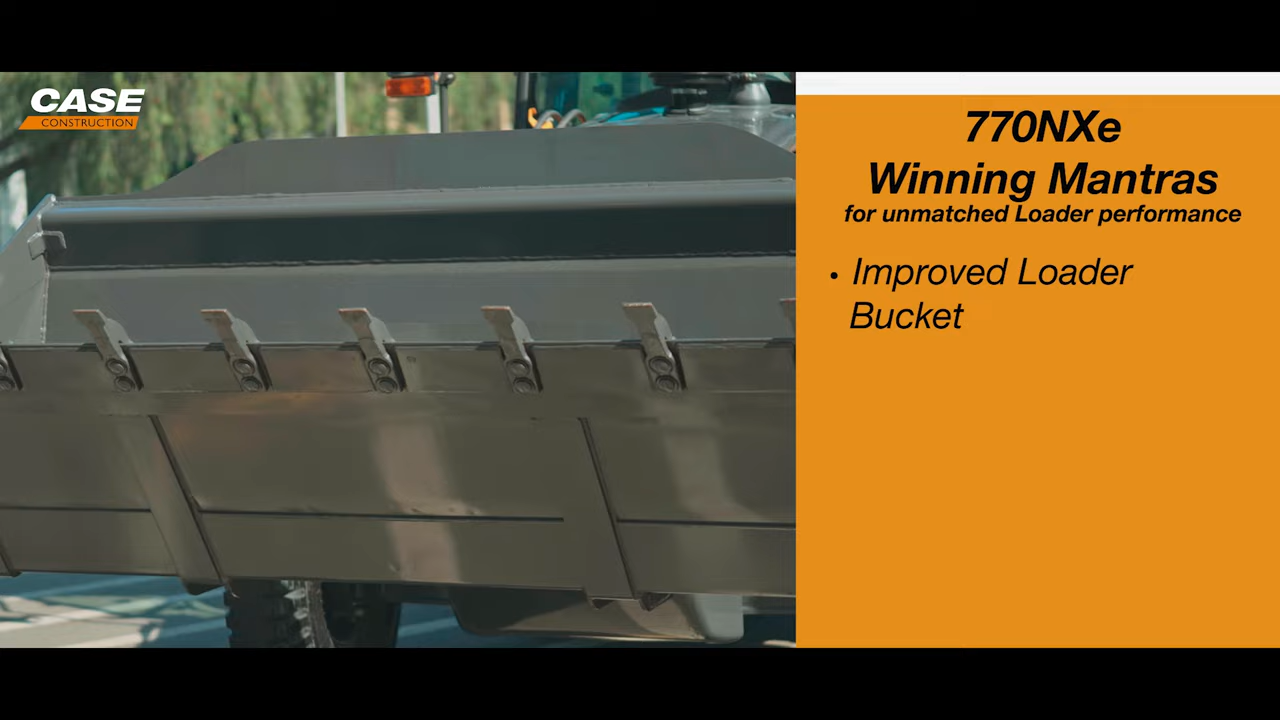 CASE
CONSTRUCTION
770NXe
Winning Mantras
for unmatched Loader performance
• Improved Loader
Bucket